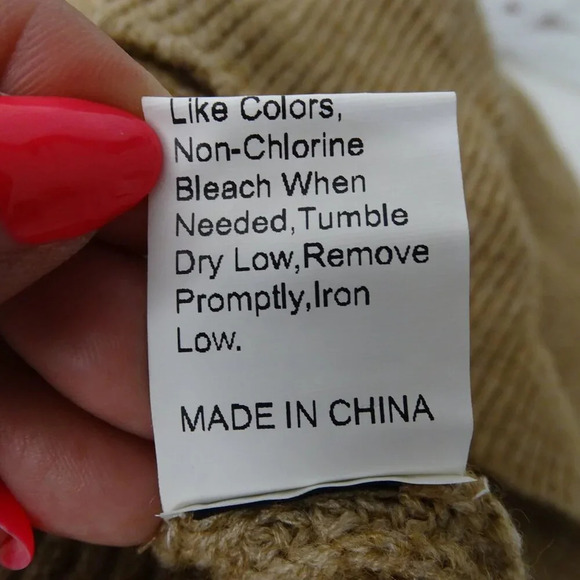 Like Colors,
Non-Chlorine
Bleach When
Needed,Tumble
Dry Low,Remove
Promptly,Iron
Low.
MADE IN CHINA